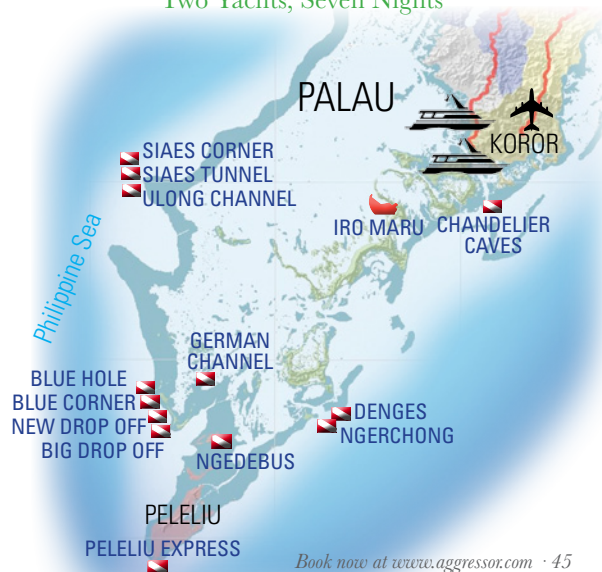 Two Yachts, Seven Nights
PALAU
KOROR
SIAES CORNER
SIAES TUNNEL
ULONG CHANNEL
IRO MARU
CHANDELIER
CAVES
Philippine Sea
GERMAN
CHANNEL
BLUE HOLE
BLUE CORNER
NEW DROP OFF
BIG DROP OFF
DENGES
NGERCHONG
NGEDEBUS
PELELIU
PELELIU EXPRESS
Book now at www.aggressor.com · 45